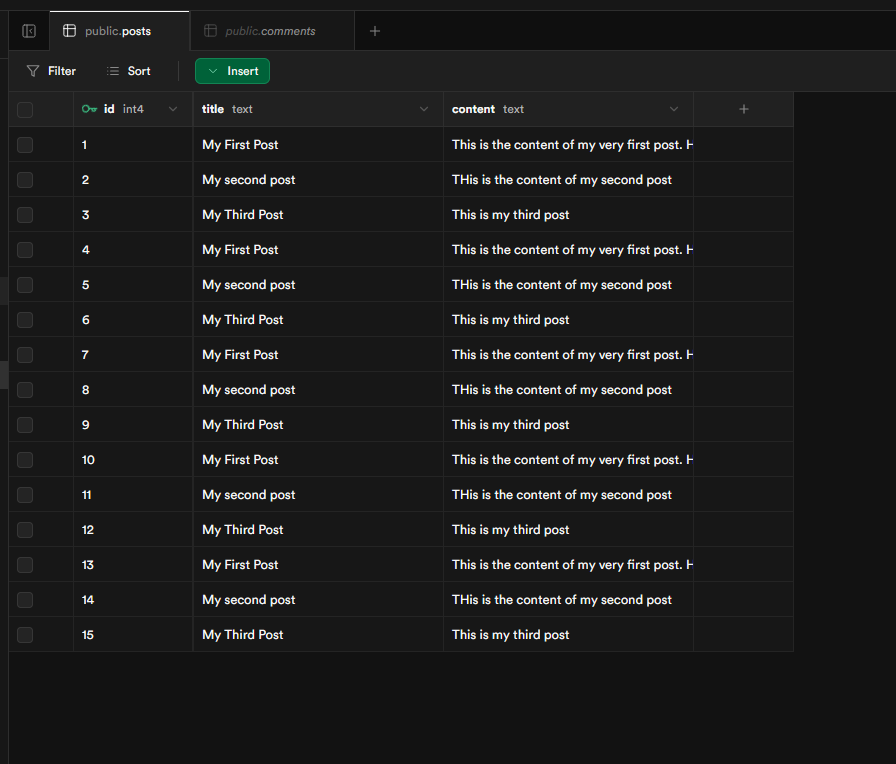 public.posts public.comments
Filter Sort Insert
id int4 title text content text
1 My First Post This is the content of my very first post. H
2 My second post THis is the content of my second post
3 My Third Post This is my third post
4 My First Post This is the content of my very first post. H
5 My second post THis is the content of my second post
6 My Third Post This is my third post
7 My First Post This is the content of my very first post. H
8 My second post THis is the content of my second post
9 My Third Post This is my third post
10 My First Post This is the content of my very first post. H
11 My second post THis is the content of my second post
12 My Third Post This is my third post
13 My First Post This is the content of my very first post. H
14 My second post THis is the content of my second post
15 My Third Post This is my third post